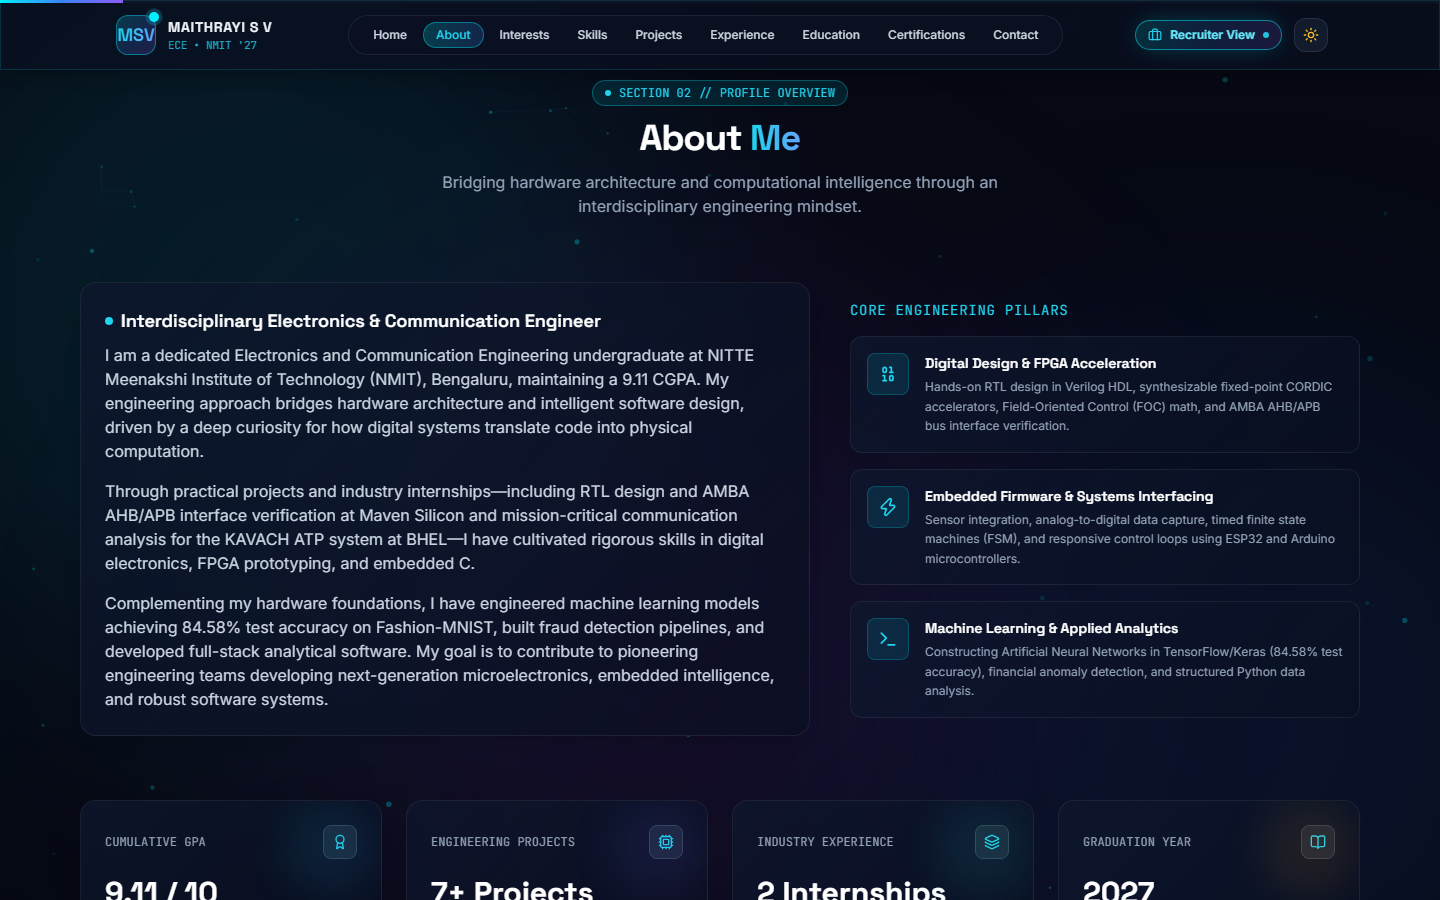 MSV
MAITHRAYI S V
ECE • NMIT '27
Home
About
Interests
Skills
Projects
Experience
Education
Certifications
Contact
Recruiter View
SECTION 02 // PROFILE OVERVIEW
About Me
Bridging hardware architecture and computational intelligence through an
interdisciplinary engineering mindset.
Interdisciplinary Electronics & Communication Engineer
I am a dedicated Electronics and Communication Engineering undergraduate at NITTE
Meenakshi Institute of Technology (NMIT), Bengaluru, maintaining a 9.11 CGPA. My
engineering approach bridges hardware architecture and intelligent software design,
driven by a deep curiosity for how digital systems translate code into physical
computation.
Through practical projects and industry internships—including RTL design and AMBA
AHB/APB interface verification at Maven Silicon and mission-critical communication
analysis for the KAVACH ATP system at BHEL—I have cultivated rigorous skills in digital
electronics, FPGA prototyping, and embedded C.
Complementing my hardware foundations, I have engineered machine learning models
achieving 84.58% test accuracy on Fashion-MNIST, built fraud detection pipelines, and
developed full-stack analytical software. My goal is to contribute to pioneering
engineering teams developing next-generation microelectronics, embedded intelligence,
and robust software systems.
CORE ENGINEERING PILLARS
01
10
Digital Design & FPGA Acceleration
Hands-on RTL design in Verilog HDL, synthesizable fixed-point CORDIC
accelerators, Field-Oriented Control (FOC) math, and AMBA AHB/APB
bus interface verification.
Embedded Firmware & Systems Interfacing
Sensor integration, analog-to-digital data capture, timed finite state
machines (FSM), and responsive control loops using ESP32 and Arduino
microcontrollers.
Machine Learning & Applied Analytics
Constructing Artificial Neural Networks in TensorFlow/Keras (84.58% test
accuracy), financial anomaly detection, and structured Python data
analysis.
CUMULATIVE GPA
9.11 / 10
ENGINEERING PROJECTS
7+ Projects
INDUSTRY EXPERIENCE
2 Internships
GRADUATION YEAR
2027